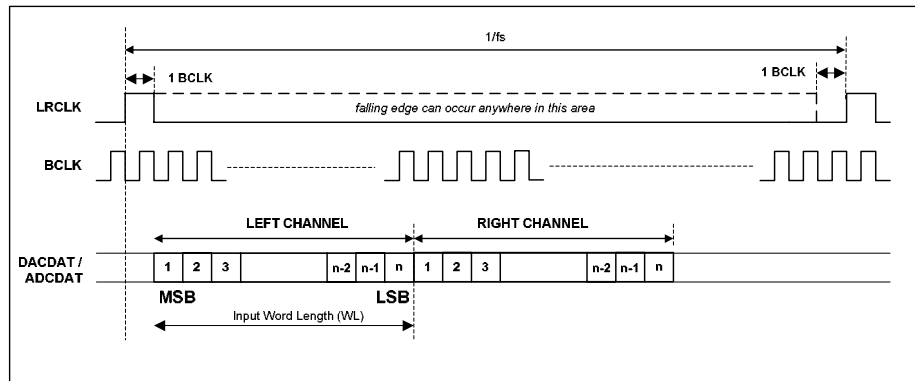 1/fs
1 BCLK
1 BCLK
LRCLK
falling edge can occur anywhere in this area
BCLK
LEFT CHANNEL
RIGHT CHANNEL
DACDAT /
ADCDAT
1 2 3 n-2 n-1 n 1 2 3 n-2 n-1 n
MSB
LSB
Input Word Length (WL)